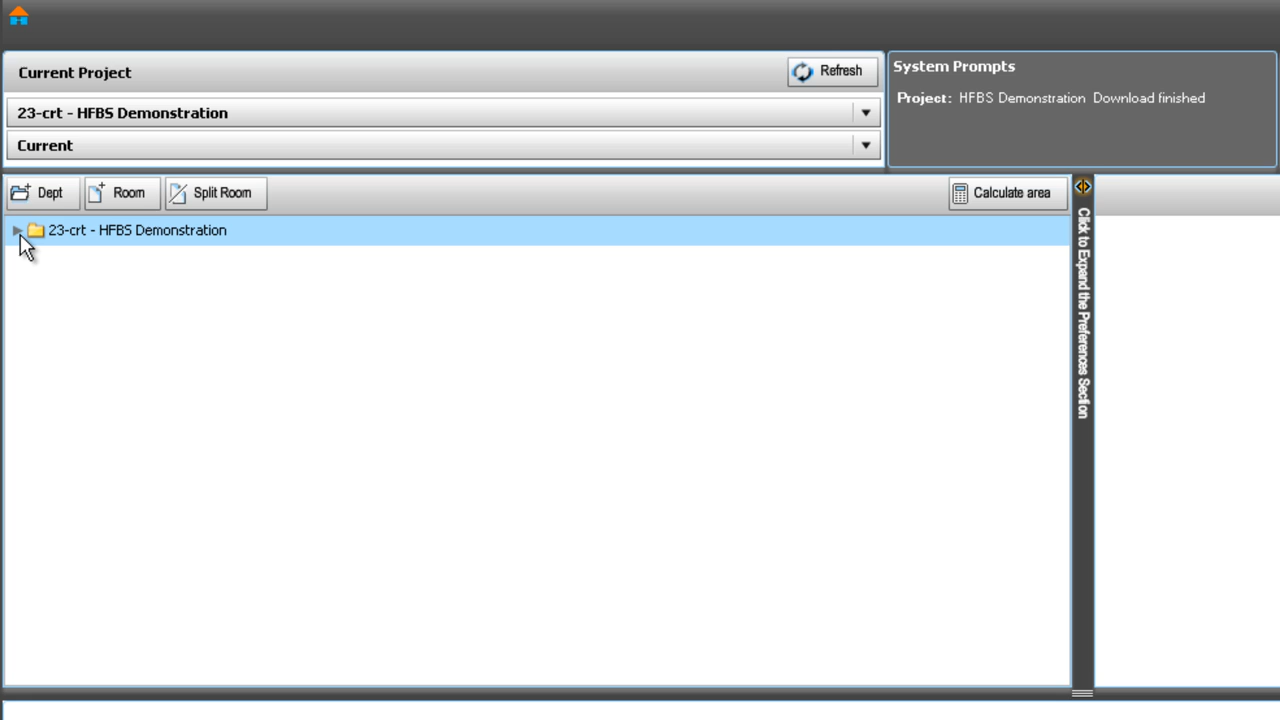 Current Project
Refresh
System Prompts
Project: HFBS Demonstration Download finished
23-crt - HFBS Demonstration
Current
Dept
Room
Split Room
Calculate area
23-crt - HFBS Demonstration
Click to Expand the Preferences Section